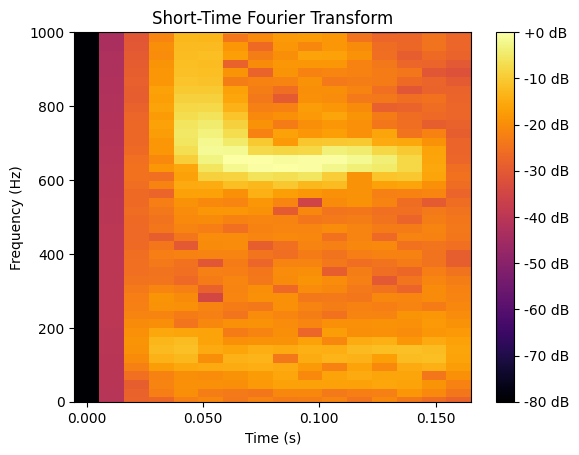 Short-Time Fourier Transform
1000
800
600
400
200
0
Frequency (Hz)
0.000
0.050
0.100
0.150
Time (s)
+0 dB
-10 dB
-20 dB
-30 dB
-40 dB
-50 dB
-60 dB
-70 dB
-80 dB